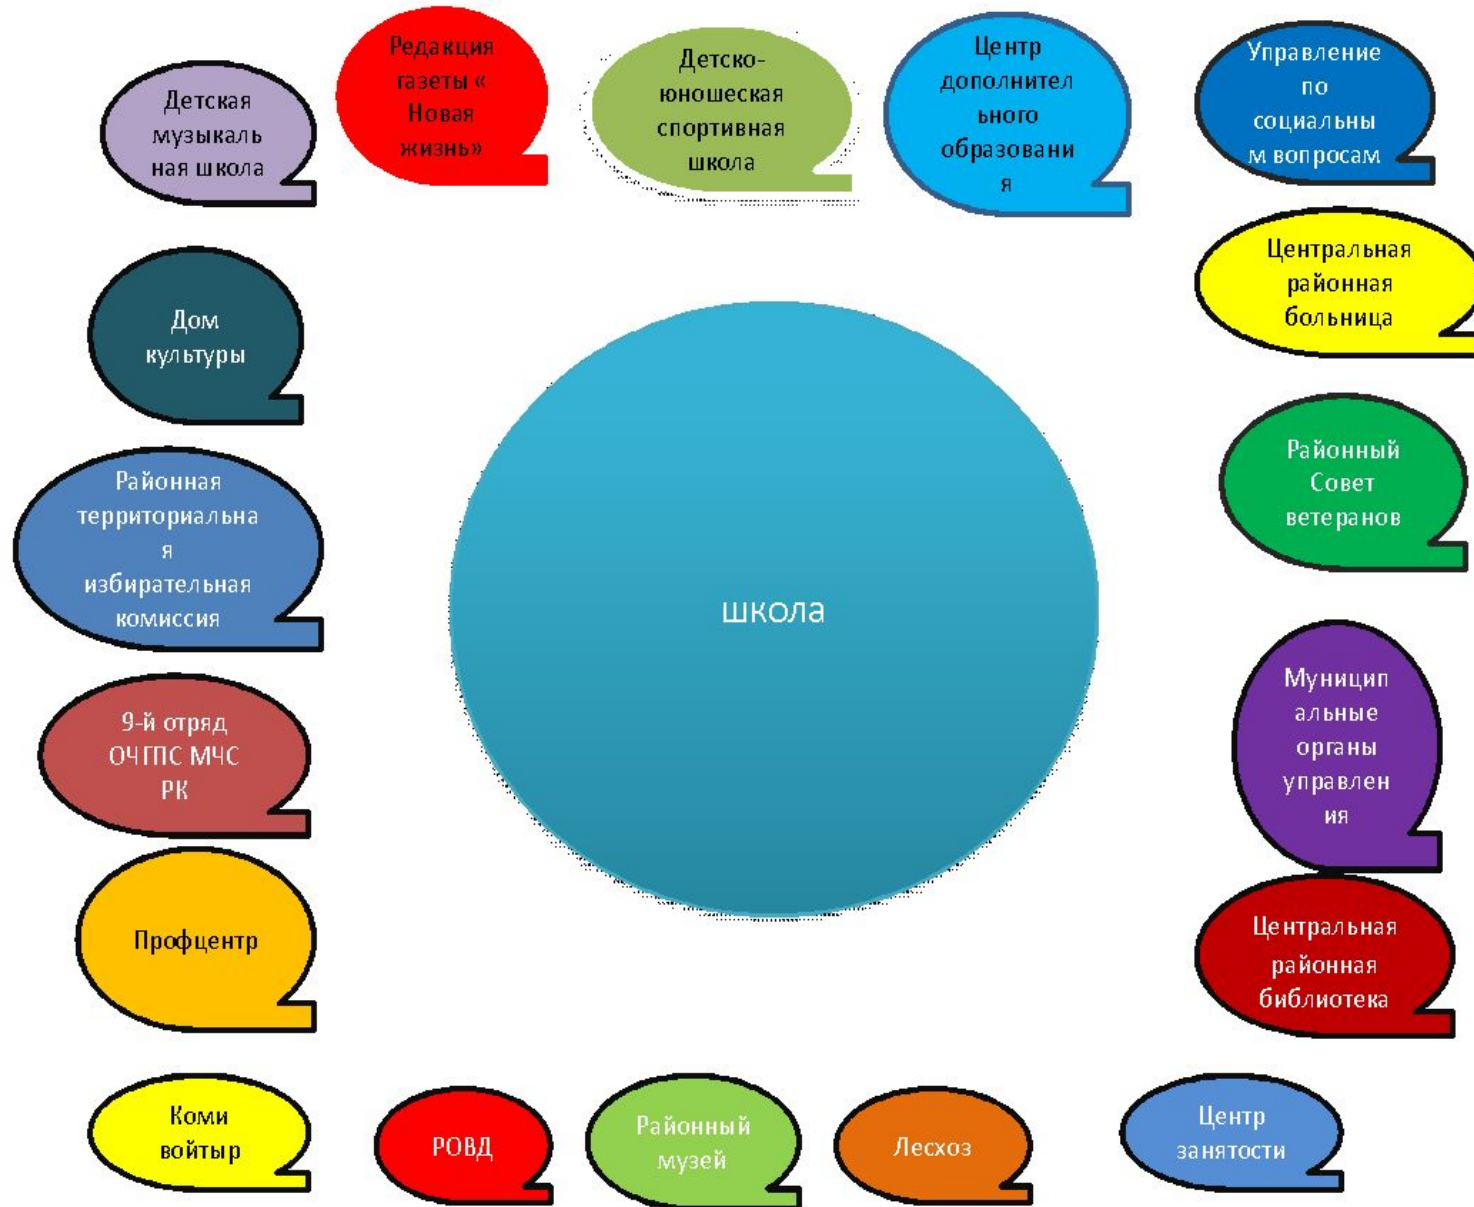 Детская
музыкаль
ная школа
Редакция
газеты «
Новая
жизнь»
Детско-
юношеская
спортивная
школа
Центр
дополнител
ьного
образовани
я
Управление
по
социальны
м вопросам
Центральная
районная
больница
Дом
культуры
Районный
Совет
ветеранов
Районная
территориальна
я
избирательная
комиссия
школа
Муницип
альные
органы
управлен
ия
9-й отряд
ОЧГПС МЧС
РК
Профцентр
Центральная
районная
библиотека
Коми
войтыр
РОВД
Районный
музей
Лесхоз
Центр
занятости